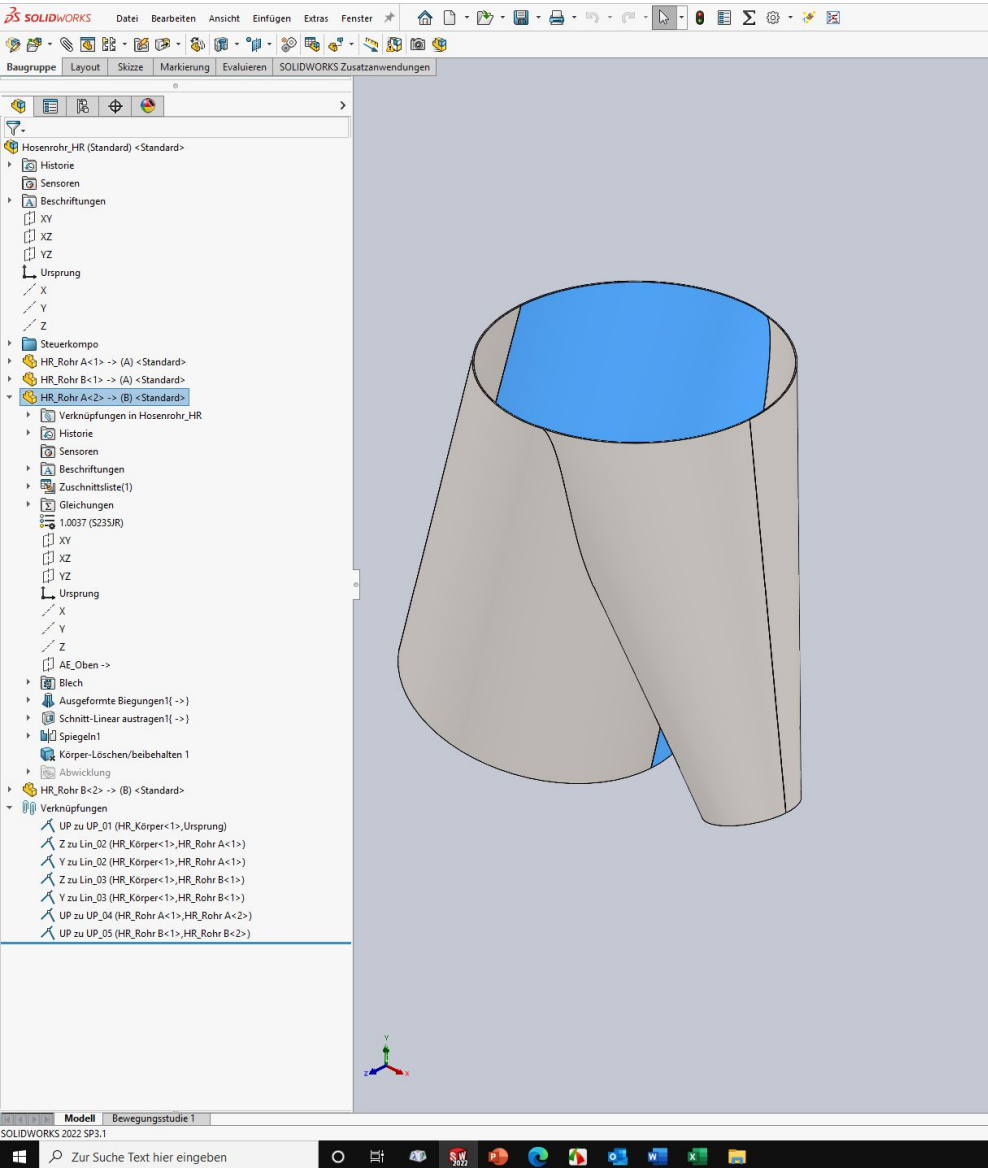 SOLIDWORKS Datei Bearbeiten Ansicht Einfügen Extras Fenster
Baugruppe Layout Skizze Markierung Evaluieren SOLIDWORKS Zusatzanwendungen
Hosenrohr_HR (Standard) <Standard>
Historie
Sensoren
Beschriftungen
XY
XZ
YZ
Ursprung
X
Y
Z
Steuerkompo
HR_Rohr A<1> -> (A) <Standard>
HR_Rohr B<1> -> (A) <Standard>
HR_Rohr A<2> -> (B) <Standard>
Verknüpfungen in Hosenrohr_HR
Historie
Sensoren
Beschriftungen
Zuschnittsliste(1)
Gleichungen
1.0037 (S235JR)
XY
XZ
YZ
Ursprung
X
Y
Z
AE_Oben ->
Blech
Ausgeformte Biegungen1{ ->}
Schnitt-Linear austragen1{ ->}
Spiegeln1
Körper-Löschen/beibehalten 1
Abwicklung
HR_Rohr B<2> -> (B) <Standard>
Verknüpfungen
UP zu UP_01 (HR_Körper<1>,Ursprung)
Z zu Lin_02 (HR_Körper<1>,HR_Rohr A<1>)
Y zu Lin_02 (HR_Körper<1>,HR_Rohr A<1>)
Z zu Lin_03 (HR_Körper<1>,HR_Rohr B<1>)
Y zu Lin_03 (HR_Körper<1>,HR_Rohr B<1>)
UP zu UP_04 (HR_Rohr A<1>,HR_Rohr A<2>)
UP zu UP_05 (HR_Rohr B<1>,HR_Rohr B<2>)
Y
Z X
Modell Bewegungsstudie 1
SOLIDWORKS 2022 SP3.1
Zur Suche Text hier eingeben
SW 2022